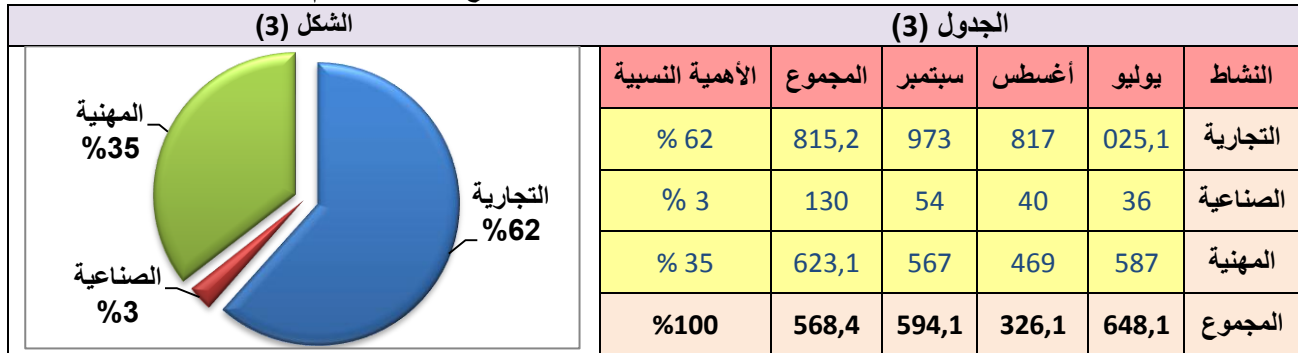 الجدول (3)
الشكل (3)
النشاط يوليو أغسطس سبتمبر المجموع الأهمية النسبية
التجارية 025,1 817 973 815,2 62 %
الصناعية 36 40 54 130 3 %
المهنية 587 469 567 623,1 35 %
المجموع 648,1 326,1 594,1 568,4 100%
المهنية
%35
التجارية
%62
الصناعية
%3